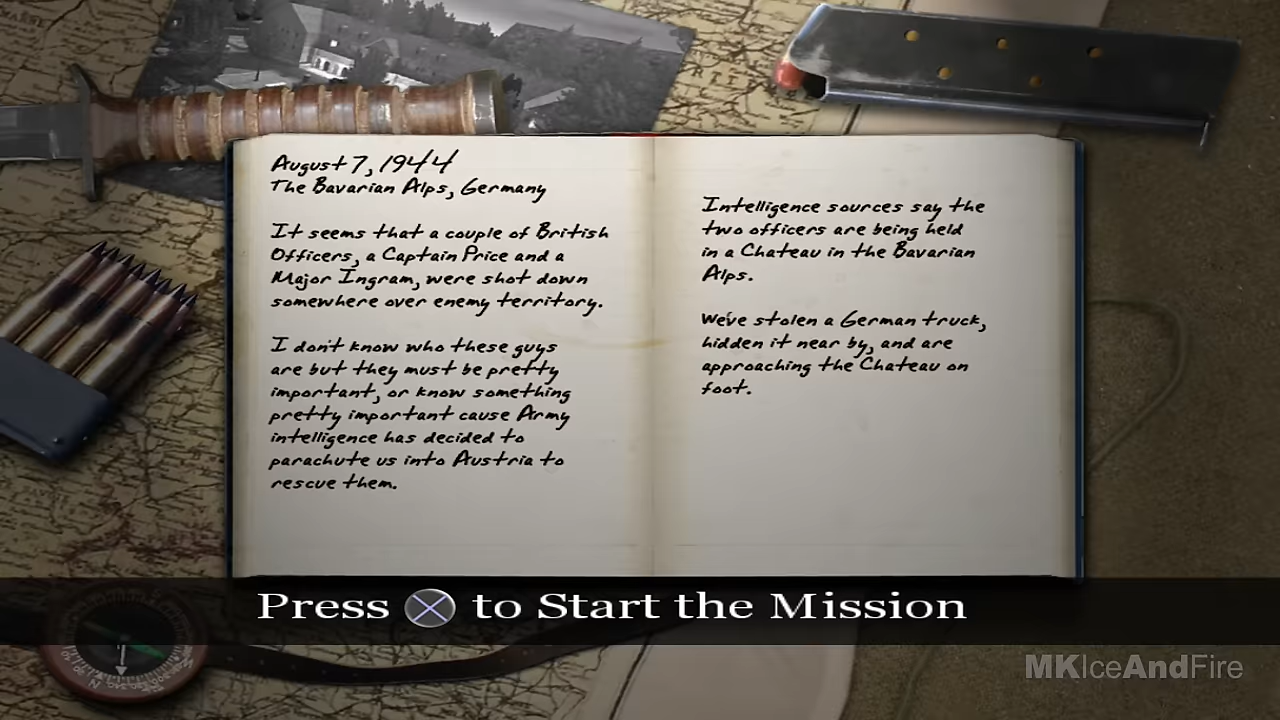 August 7, 1944
The Bavarian Alps, Germany
It seems that a couple of British
Officers, a Captain Price and a
Major Ingram, were shot down
somewhere over enemy territory.
I don't know who these guys
are but they must be pretty
important, or know something
pretty important cause Army
intelligence has decided to
parachute us into Austria to
rescue them.
Intelligence sources say the
two officers are being held
in a Chateau in the Bavarian
Alps.
We've stolen a German truck,
hidden it near by, and are
approaching the Chateau on
foot.
Press X to Start the Mission
MKIceAndFire